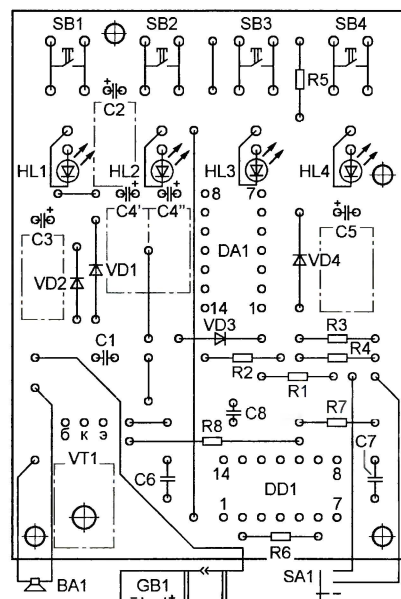 SB1 SB2 SB3 SB4
R5
C2
HL1 HL2 HL3 HL4
8 7
C4' C4"
C3 DA1 C5
VD2 VD1 VD4
14 1
VD3 R3
C1 R4
R2
R1
C8
R8 R7
б к э C7
VT1 14 8
C6 DD1
1 7
R6
BA1 GB1 SA1